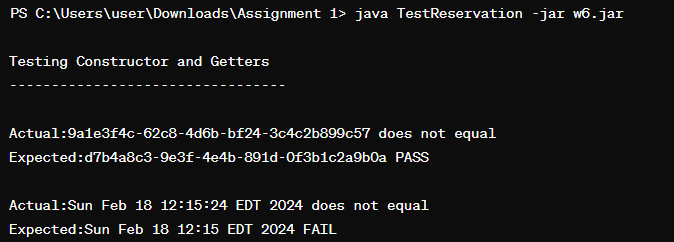 PS C:\Users\user\Downloads\Assignment 1> java TestReservation -jar w6.jar
Testing Constructor and Getters
---------------------------------
Actual:9a1e3f4c-62c8-4d6b-bf24-3c4c2b899c57 does not equal
Expected:d7b4a8c3-9e3f-4e4b-891d-0f3b1c2a9b0a PASS
Actual:Sun Feb 18 12:15:24 EDT 2024 does not equal
Expected:Sun Feb 18 12:15 EDT 2024 FAIL